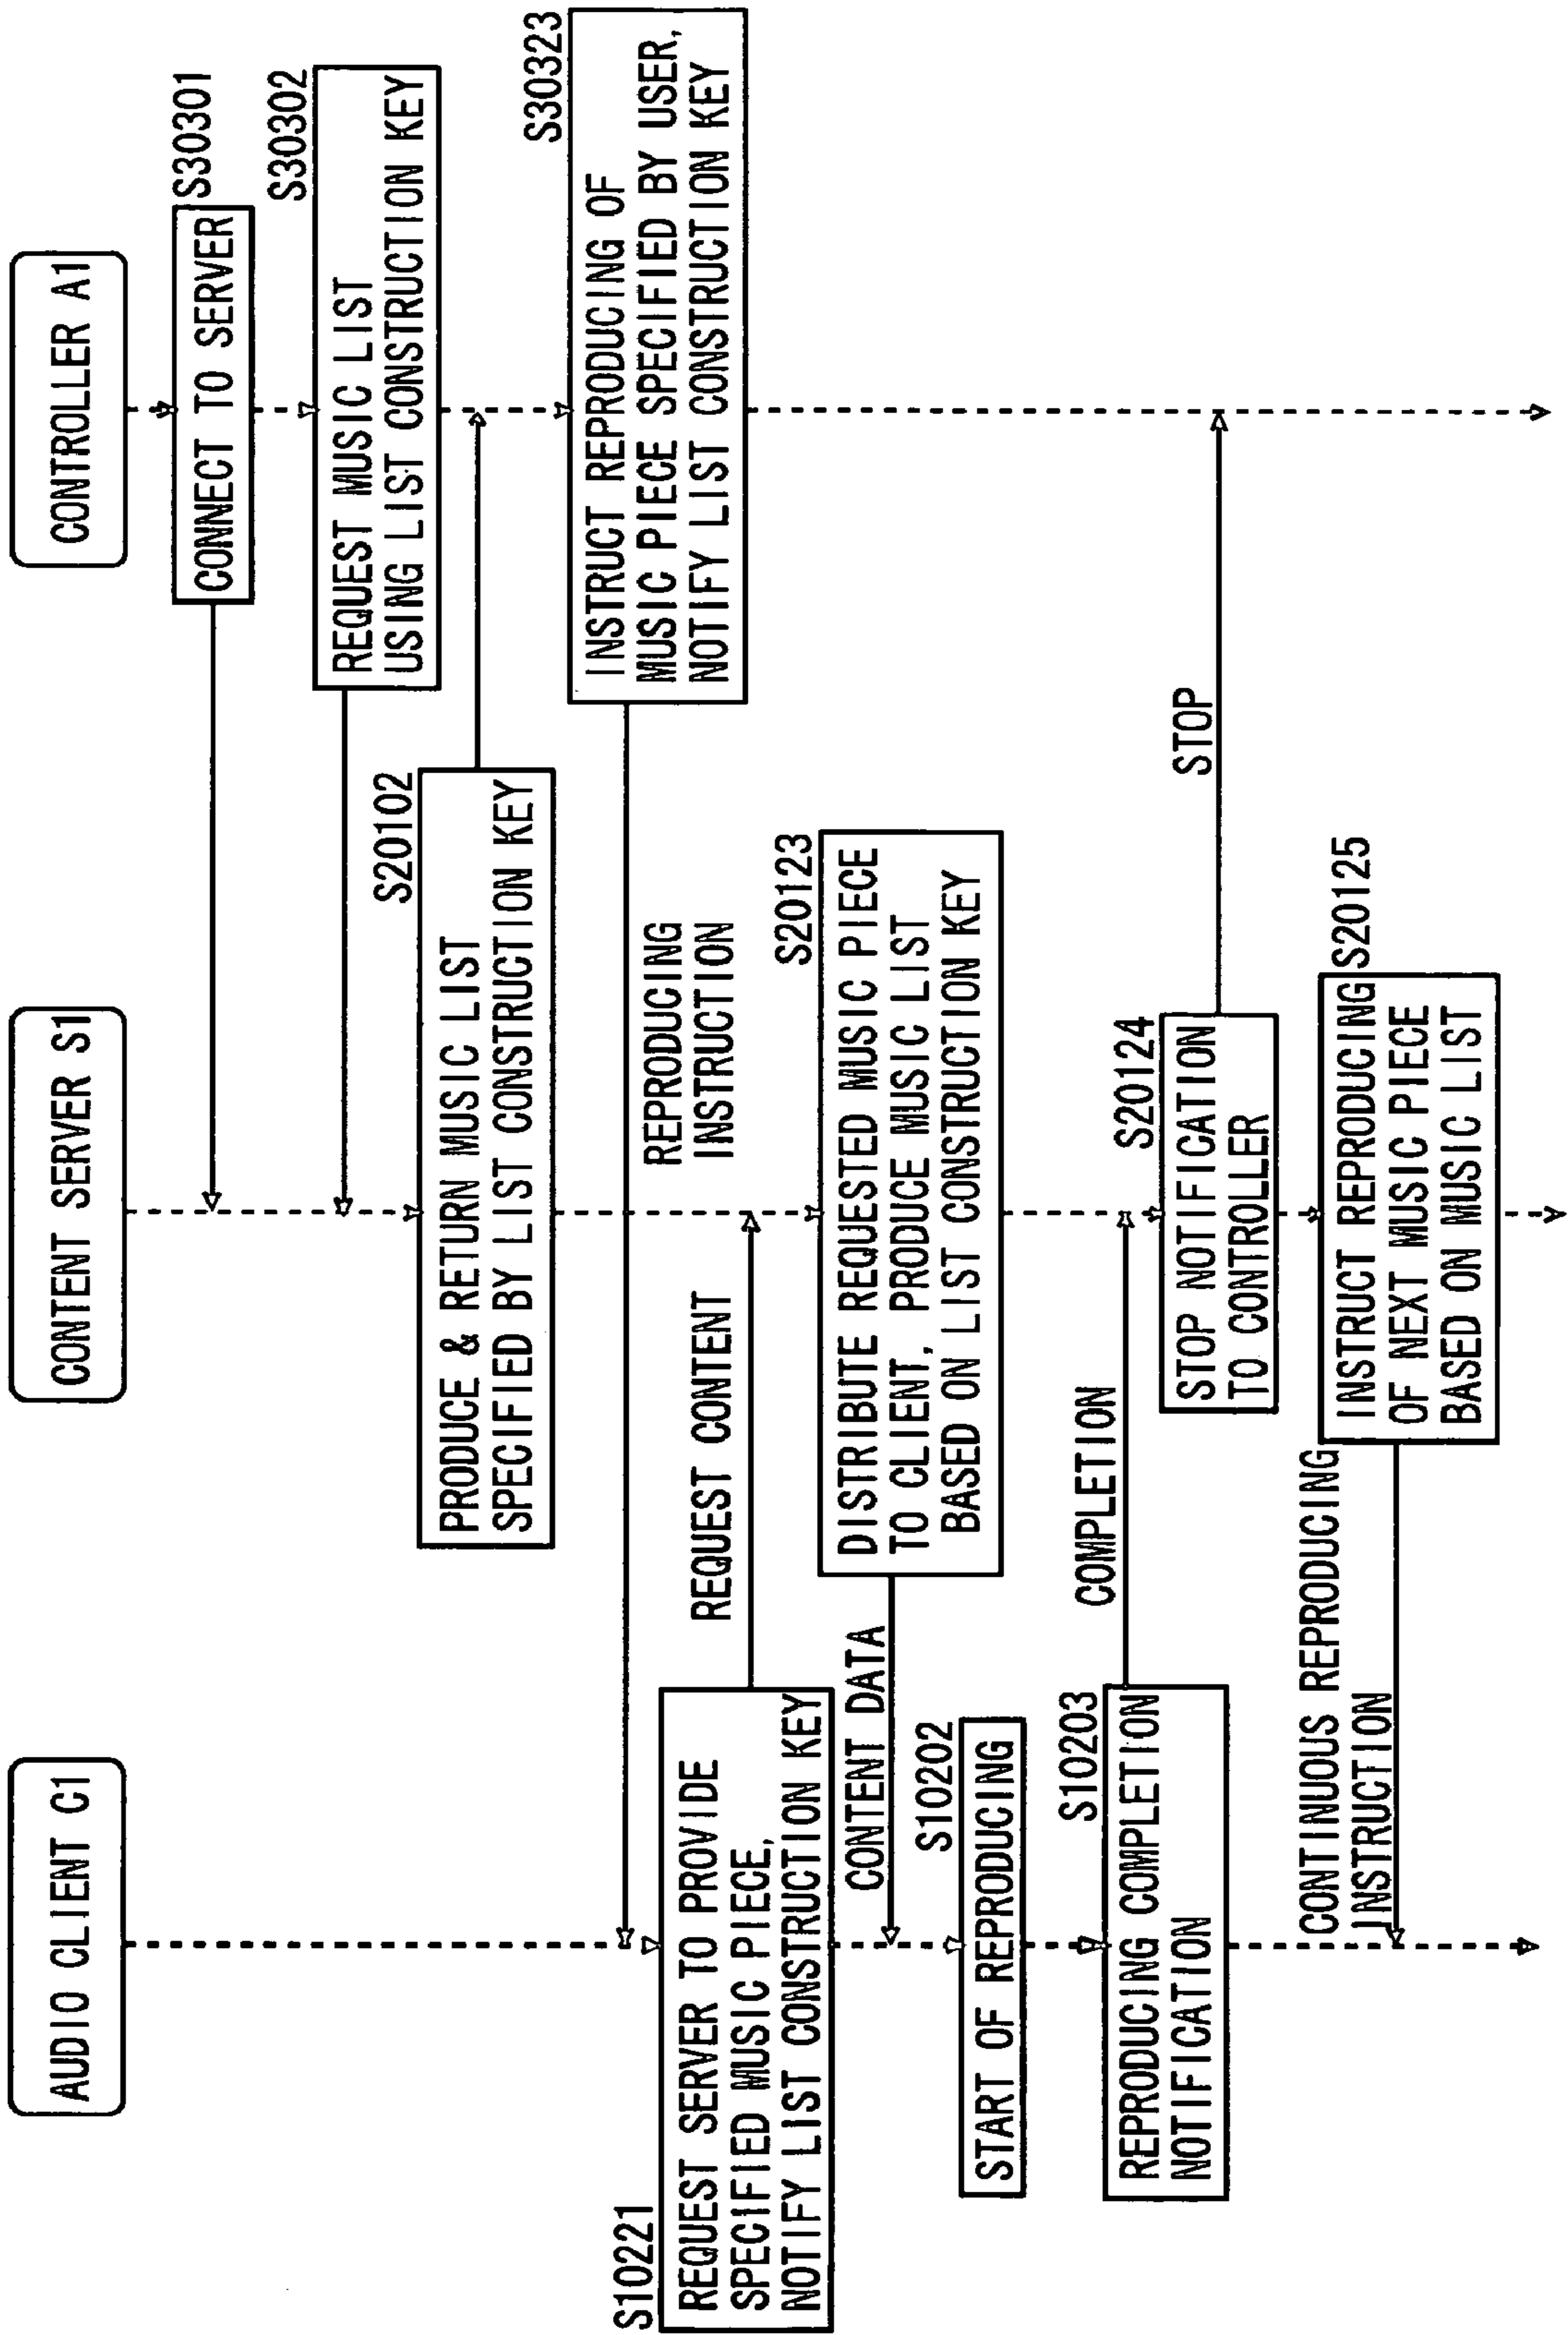 AUDIO CLIENT C1
CONTENT SERVER S1
CONTROLLER A1
S30301
CONNECT TO SERVER
S30302
REQUEST MUSIC LIST
USING LIST CONSTRUCTION KEY
S20102
PRODUCE & RETURN MUSIC LIST
SPECIFIED BY LIST CONSTRUCTION KEY
S30323
INSTRUCT REPRODUCING OF
MUSIC PIECE SPECIFIED BY USER,
NOTIFY LIST CONSTRUCTION KEY
REPRODUCING
INSTRUCTION
S10221
REQUEST SERVER TO PROVIDE
SPECIFIED MUSIC PIECE,
NOTIFY LIST CONSTRUCTION KEY
REQUEST CONTENT
S20123
DISTRIBUTE REQUESTED MUSIC PIECE
TO CLIENT, PRODUCE MUSIC LIST
BASED ON LIST CONSTRUCTION KEY
CONTENT DATA
S10202
START OF REPRODUCING
S10203
REPRODUCING COMPLETION
NOTIFICATION
COMPLETION
S20124
STOP NOTIFICATION
TO CONTROLLER
STOP
S20125
INSTRUCT REPRODUCING
OF NEXT MUSIC PIECE
BASED ON MUSIC LIST
CONTINUOUS REPRODUCING
INSTRUCTION